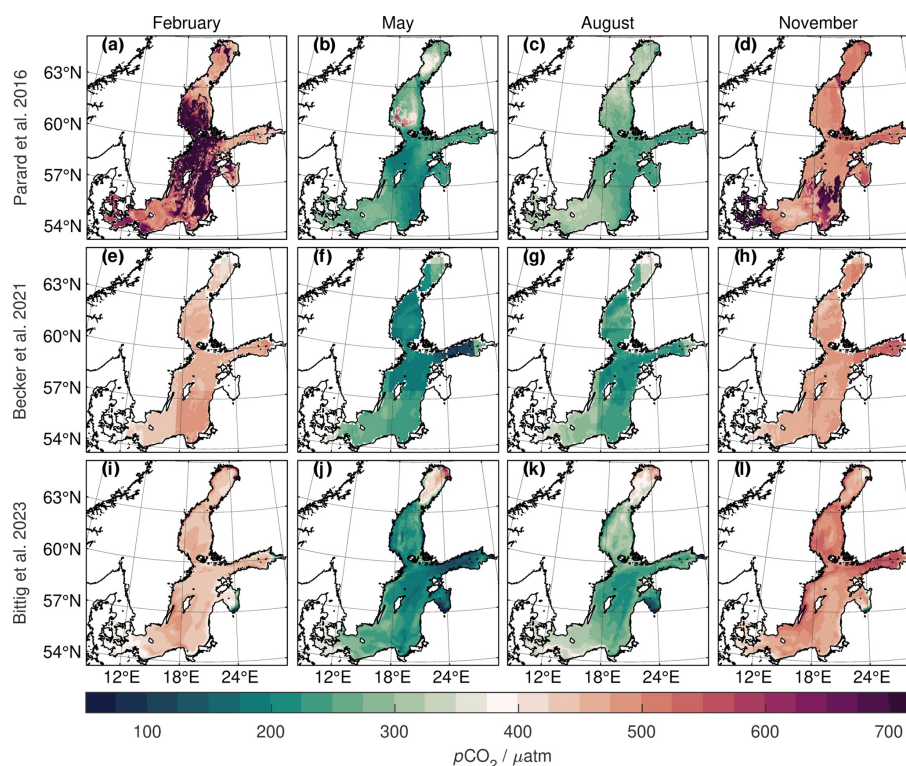 February May August November
(a) (b) (c) (d)
63°N
60°N
57°N
54°N
Parard et al. 2016
(e) (f) (g) (h)
63°N
60°N
57°N
54°N
Becker et al. 2021
(i) (j) (k) (l)
63°N
60°N
57°N
54°N
Bittig et al. 2023
12°E 18°E 24°E 12°E 18°E 24°E 12°E 18°E 24°E 12°E 18°E 24°E
100 200 300 400 500 600 700
pCO₂ / μatm